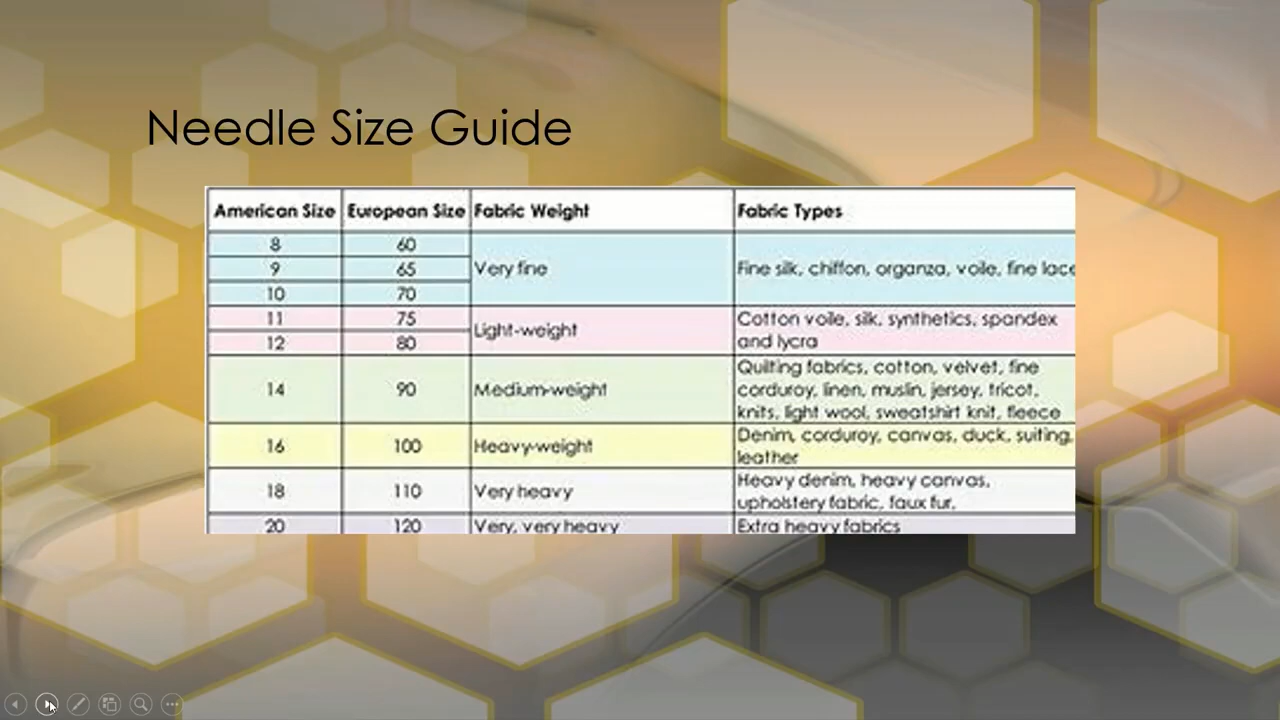 Needle Size Guide
American Size European Size Fabric Weight Fabric Types
8 60
9 65
10 70
Very fine
Fine silk, chiffon, organza, voile, fine lace
11 75
12 80
Light-weight
Cotton voile, silk, synthetics, spandex
and lycra
14 90 Medium-weight
Quilting fabrics, cotton, velvet, fine
corduroy, linen, muslin, jersey, tricot,
knits, light wool, sweatshirt knit, fleece
16 100 Heavy-weight
Denim, corduroy, canvas, duck, suiting,
leather
18 110 Very heavy
Heavy denim, heavy canvas,
upholstery fabric, faux fur,
20 120 Very, very heavy Extra heavy fabrics